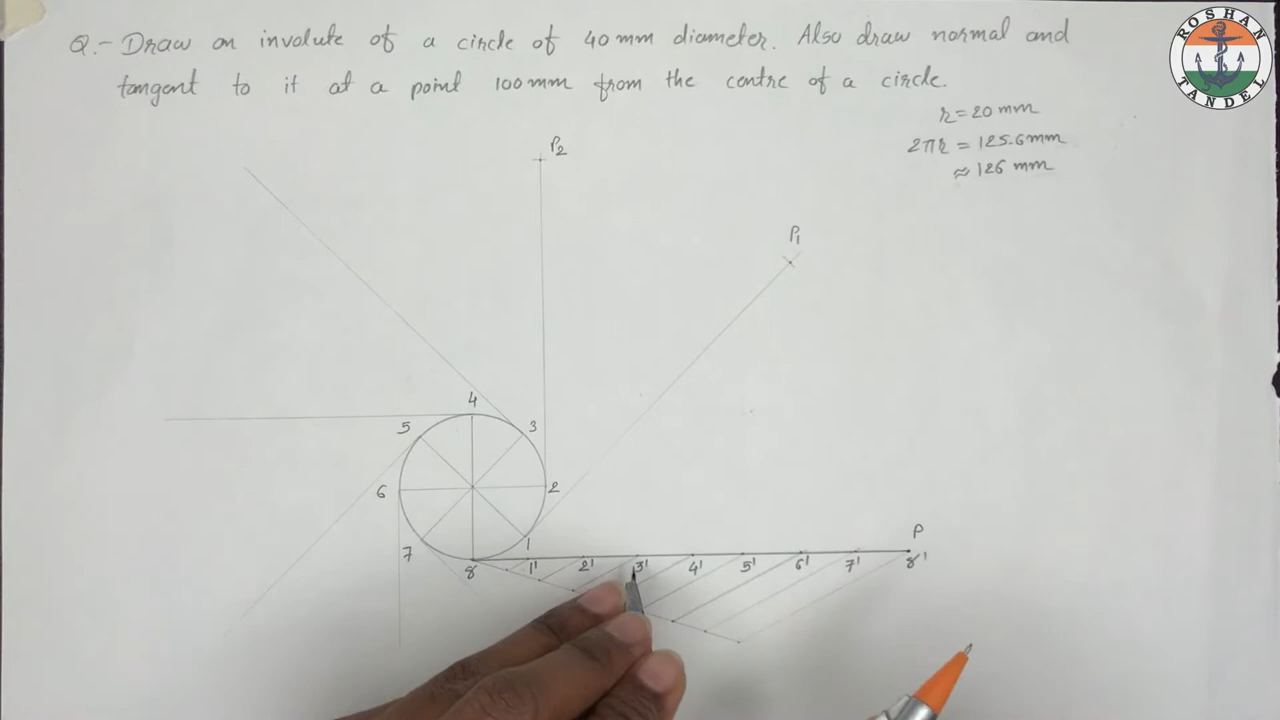 Q.- Draw an involute of a circle of 40 mm diameter. Also draw normal and
tangent to it at a point 100 mm from the centre of a circle.
ROSHAN
TANDEL
r = 20 mm
2πr = 125.6mm
≈ 126 mm
P2
P1
4
5
3
6
2
7
1
P
8
1' 2' 3' 4' 5' 6' 7' 8'